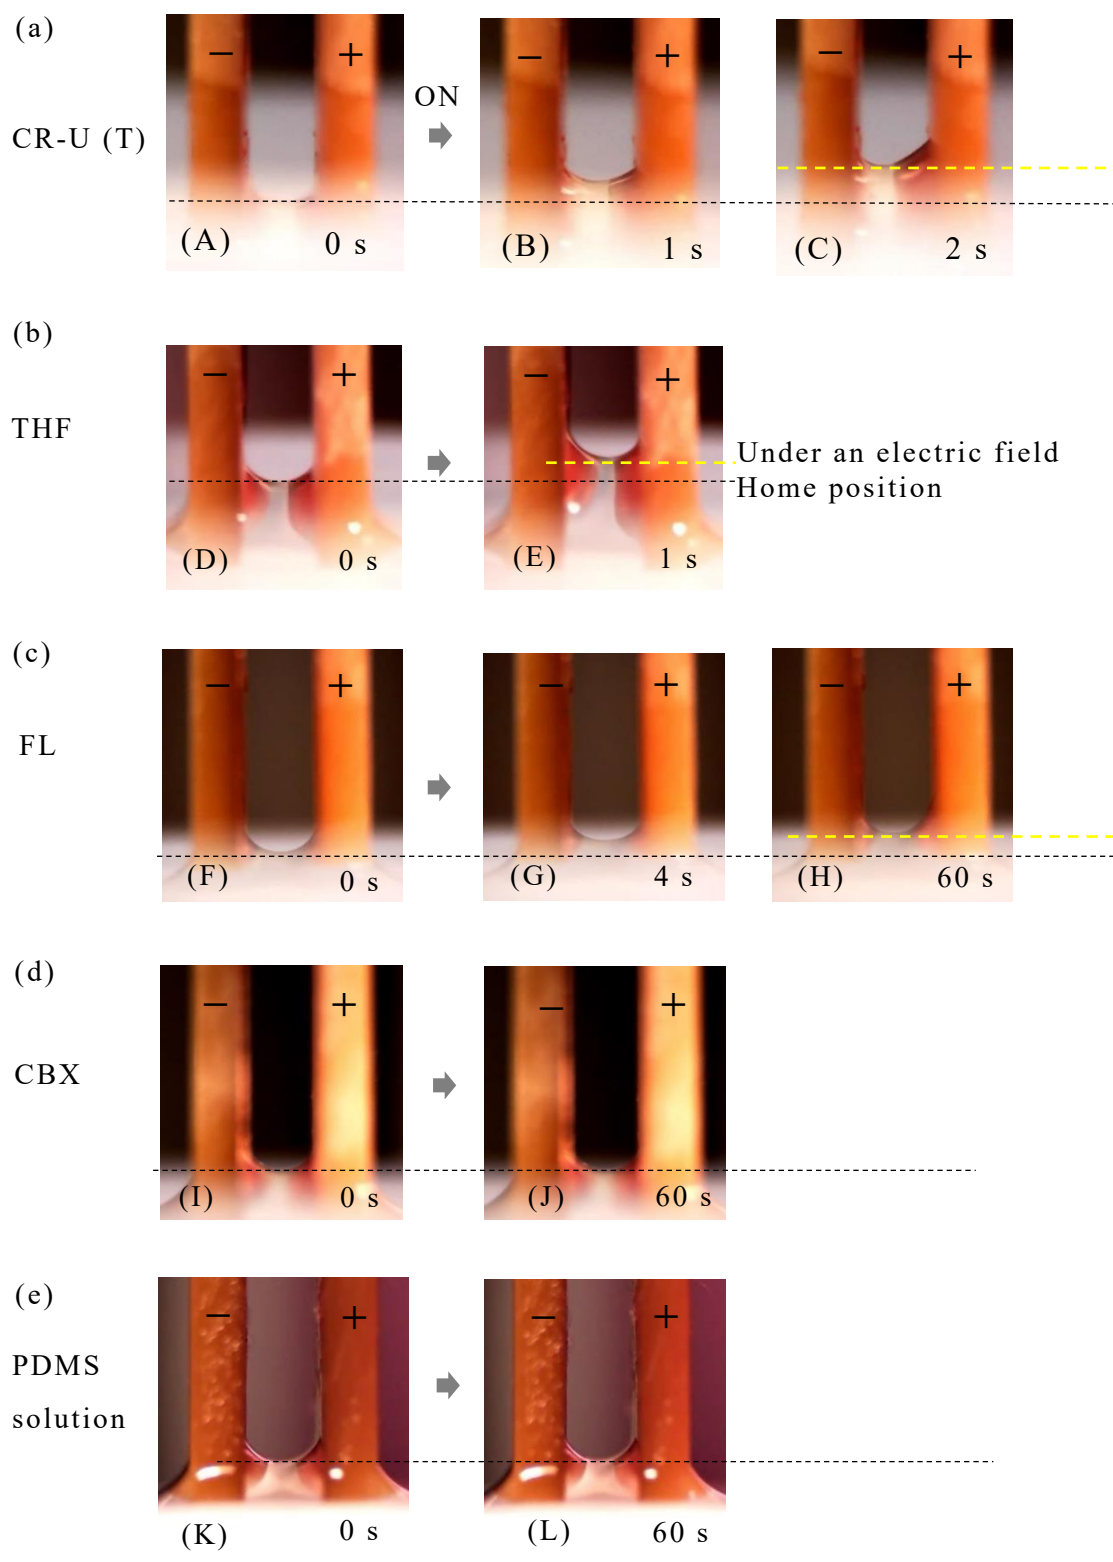 (a)
CR-U (T)
− +
ON
− +
− +
(A) 0 s
(B) 1 s
(C) 2 s
(b)
THF
− +
− +
Under an electric field
Home position
(D) 0 s
(E) 1 s
(c)
FL
− +
− +
− +
(F) 0 s
(G) 4 s
(H) 60 s
(d)
CBX
− +
− +
(I) 0 s
(J) 60 s
(e)
PDMS
solution
− +
− +
(K) 0 s
(L) 60 s